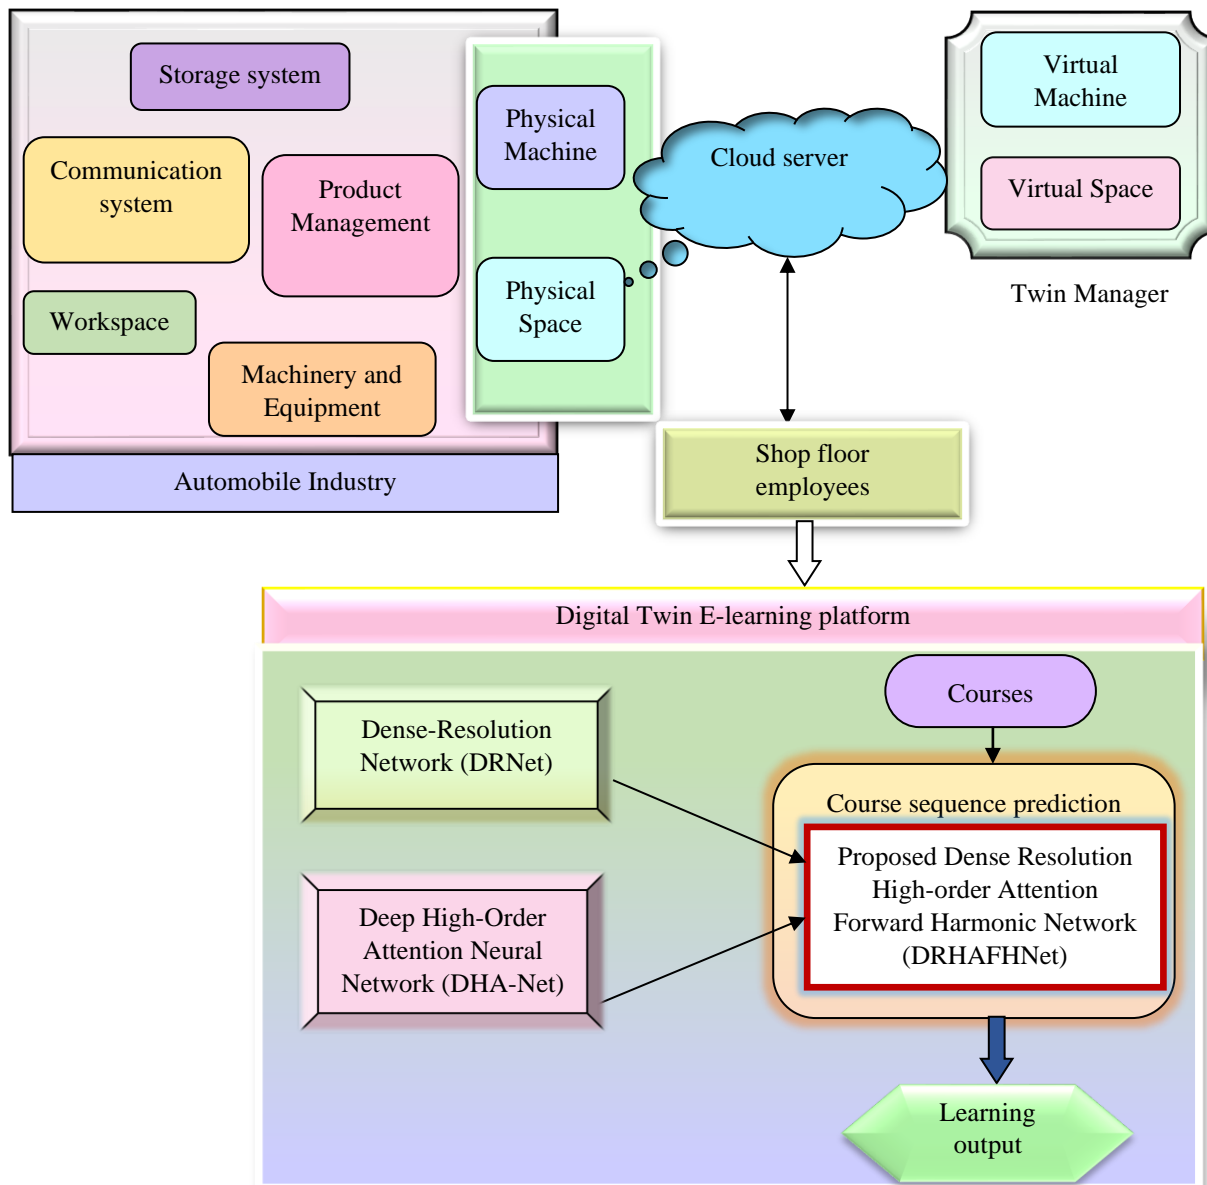 Storage system
Communication
system
Product
Management
Workspace
Machinery and
Equipment
Automobile Industry
Physical
Machine
Physical
Space
Cloud server
Virtual
Machine
Virtual Space
Twin Manager
Shop floor
employees
Digital Twin E-learning platform
Dense-Resolution
Network (DRNet)
Deep High-Order
Attention Neural
Network (DHA-Net)
Courses
Course sequence prediction
Proposed Dense Resolution
High-order Attention
Forward Harmonic Network
(DRHAFHNet)
Learning
output